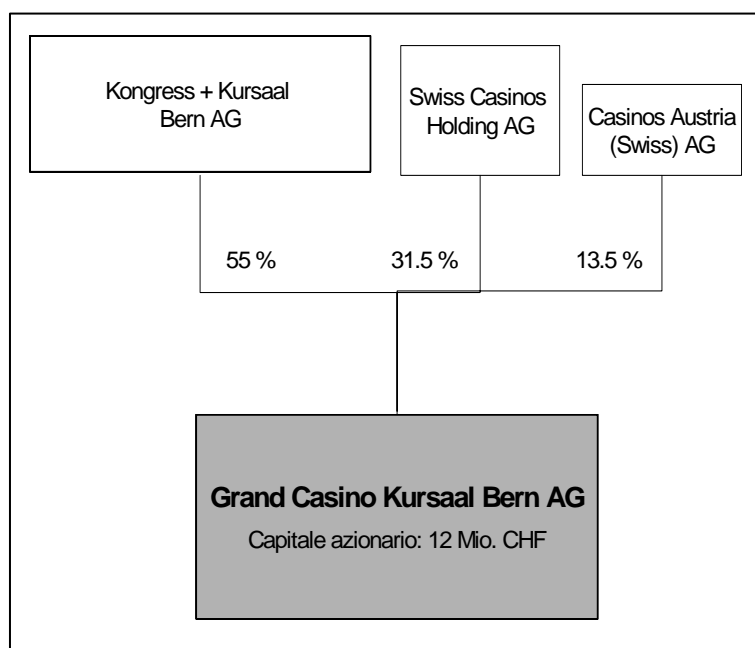 Kongress + Kursaal
Bern AG
Swiss Casinos
Holding AG
Casinos Austria
(Swiss) AG
55 %
31.5 %
13.5 %
Grand Casino Kursaal Bern AG
Capitale azionario: 12 Mio. CHF